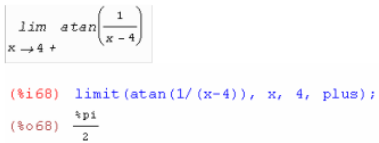 lim atan(1/(x - 4))
x → 4 +
(%i68) limit(atan(1/(x-4)), x, 4, plus);
(%o68) %pi/2